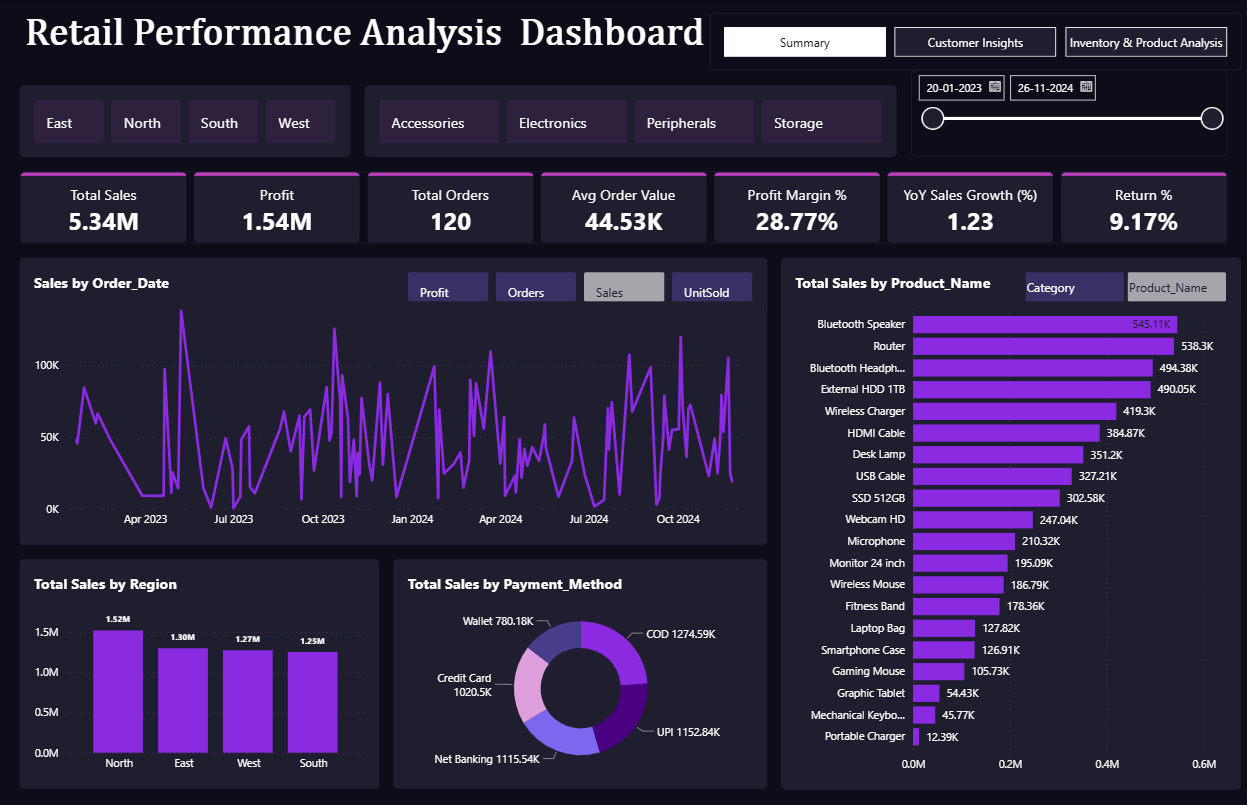 Retail Performance Analysis  Dashboard
Summary
Customer Insights
Inventory & Product Analysis
20-01-2023
26-11-2024
East
North
South
West
Accessories
Electronics
Peripherals
Storage
Total Sales
5.34M
Profit
1.54M
Total Orders
120
Avg Order Value
44.53K
Profit Margin %
28.77%
YoY Sales Growth (%)
1.23
Return %
9.17%
Sales by Order_Date
Profit
Orders
Sales
UnitSold
100K
50K
0K
Apr 2023
Jul 2023
Oct 2023
Jan 2024
Apr 2024
Jul 2024
Oct 2024
Total Sales by Product_Name
Category
Product_Name
Bluetooth Speaker 545.11K
Router 538.3K
Bluetooth Headph... 494.38K
External HDD 1TB 490.05K
Wireless Charger 419.3K
HDMI Cable 384.87K
Desk Lamp 351.2K
USB Cable 327.21K
SSD 512GB 302.58K
Webcam HD 247.04K
Microphone 210.32K
Monitor 24 inch 195.09K
Wireless Mouse 186.79K
Fitness Band 178.36K
Laptop Bag 127.82K
Smartphone Case 126.91K
Gaming Mouse 105.73K
Graphic Tablet 54.43K
Mechanical Keybo... 45.77K
Portable Charger 12.39K
0.0M
0.2M
0.4M
0.6M
Total Sales by Region
1.5M
1.0M
0.5M
0.0M
1.52M
1.30M
1.27M
1.25M
North
East
West
South
Total Sales by Payment_Method
Wallet 780.18K
COD 1274.59K
Credit Card
1020.5K
UPI 1152.84K
Net Banking 1115.54K